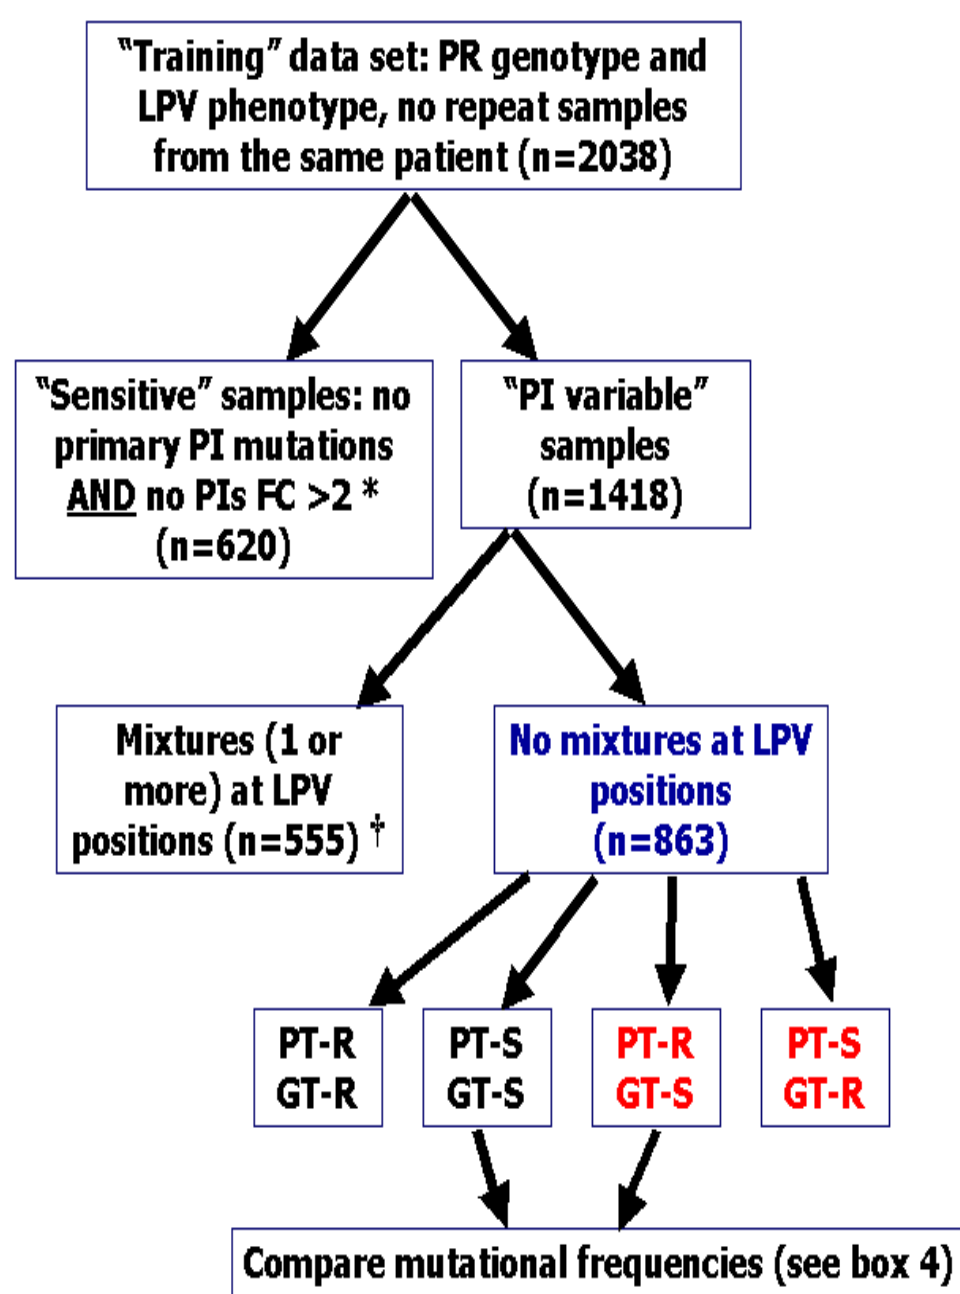 “Training” data set: PR genotype and
LPV phenotype, no repeat samples
from the same patient (n=2038)
“Sensitive” samples: no
primary PI mutations
AND no PIs FC >2 *
(n=620)
“PI variable”
samples
(n=1418)
Mixtures (1 or
more) at LPV
positions (n=555) †
No mixtures at LPV
positions
(n=863)
PT-R
GT-R
PT-S
GT-S
PT-R
GT-S
PT-S
GT-R
Compare mutational frequencies (see box 4)